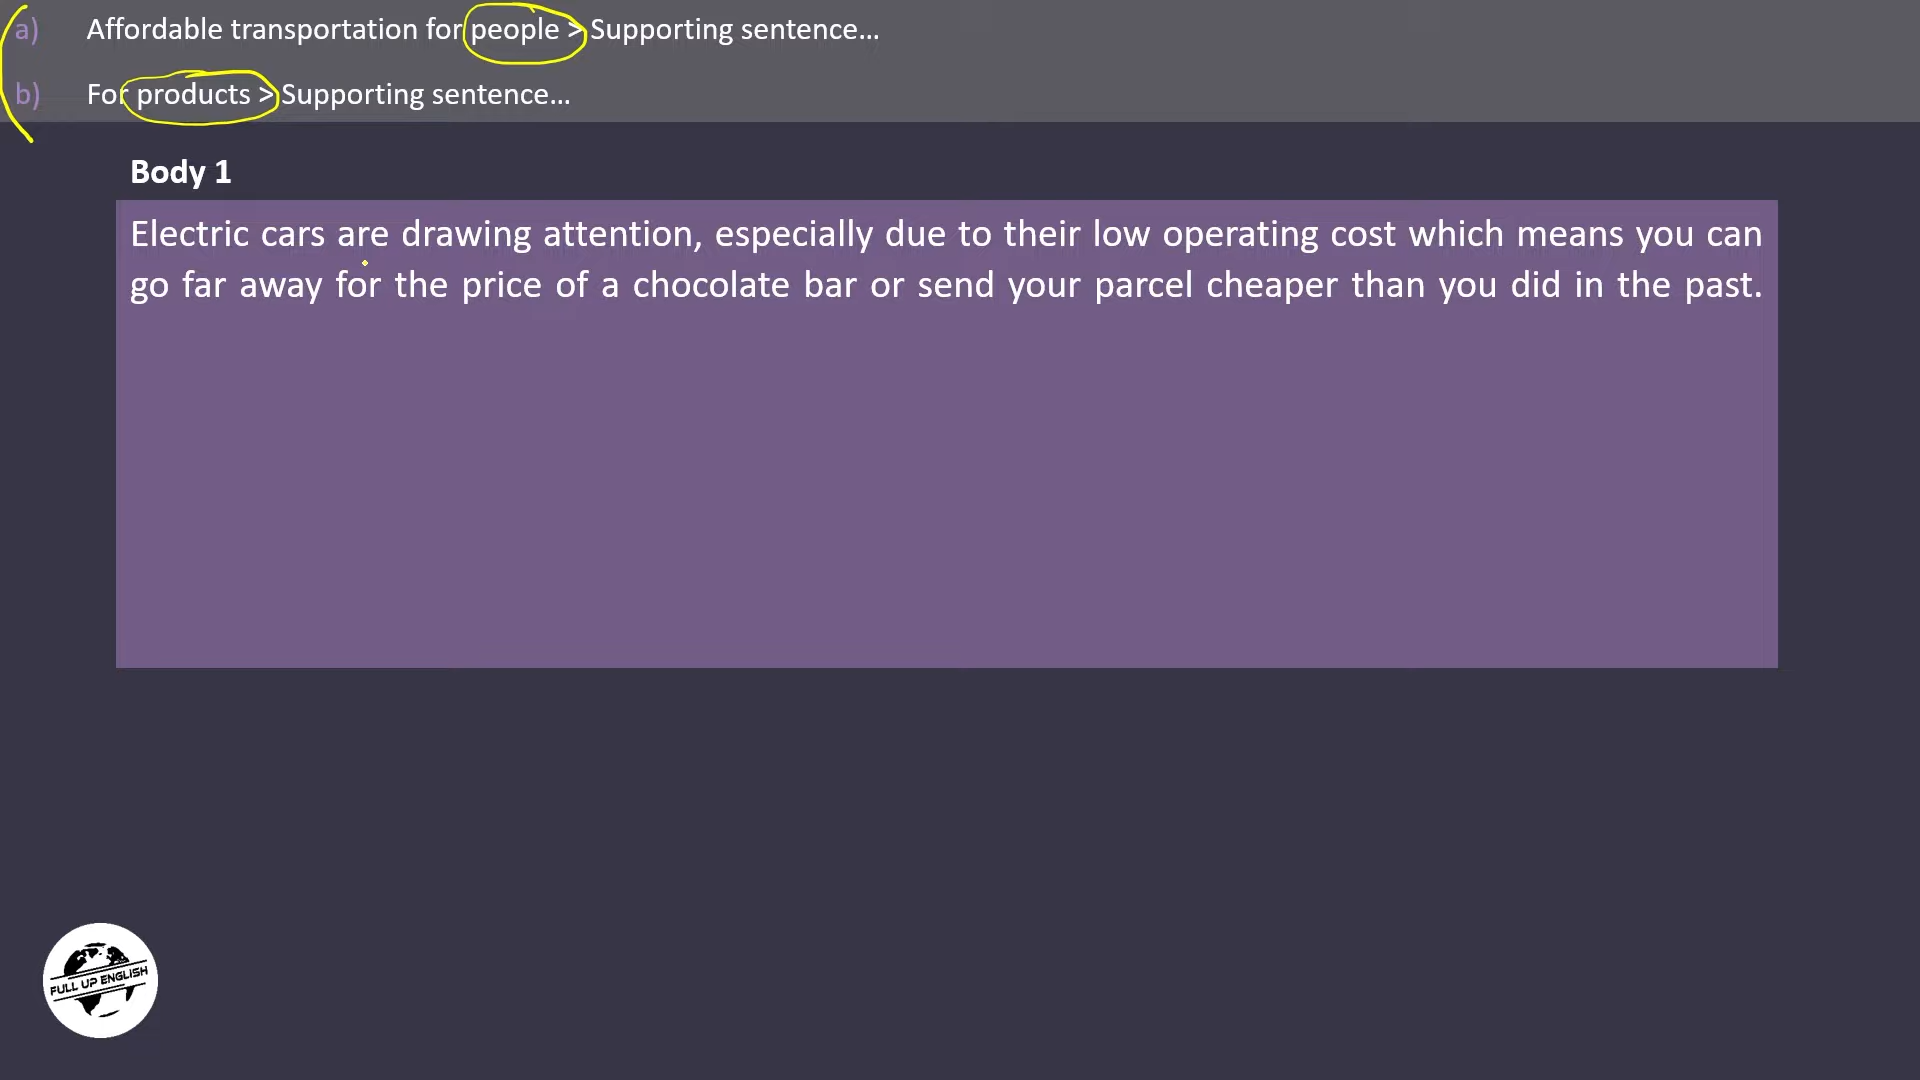 a) Affordable transportation for people > Supporting sentence...
b) For products > Supporting sentence...
Body 1
Electric cars are drawing attention, especially due to their low operating cost which means you can
go far away for the price of a chocolate bar or send your parcel cheaper than you did in the past.
FULL UP ENGLISH